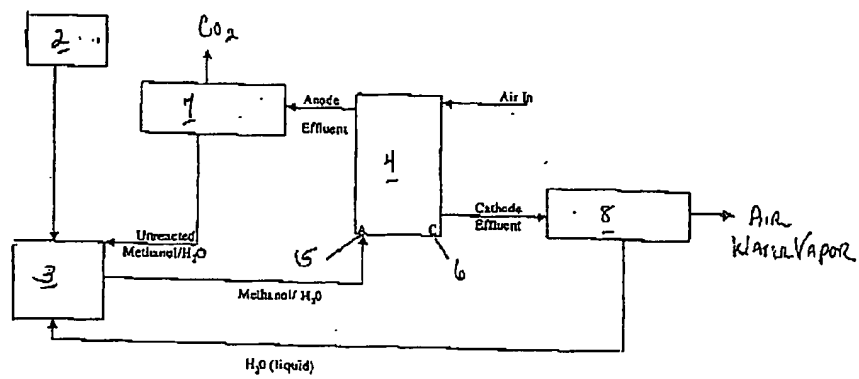 CO2
2
7
Anode
Effluent
Air In
4
Cathode
Effluent
8
AIR
WATER VAPOR
Unreacted
Methanol/H2O
5
A
C
6
3
Methanol/ H2O
H2O (liquid)